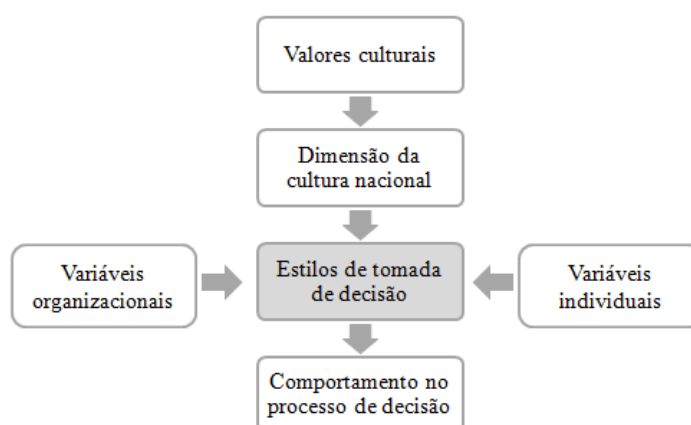 Valores culturais
Dimensão da
cultura nacional
Variáveis
organizacionais
Estilos de tomada
de decisão
Variáveis
individuais
Comportamento no
processo de decisão